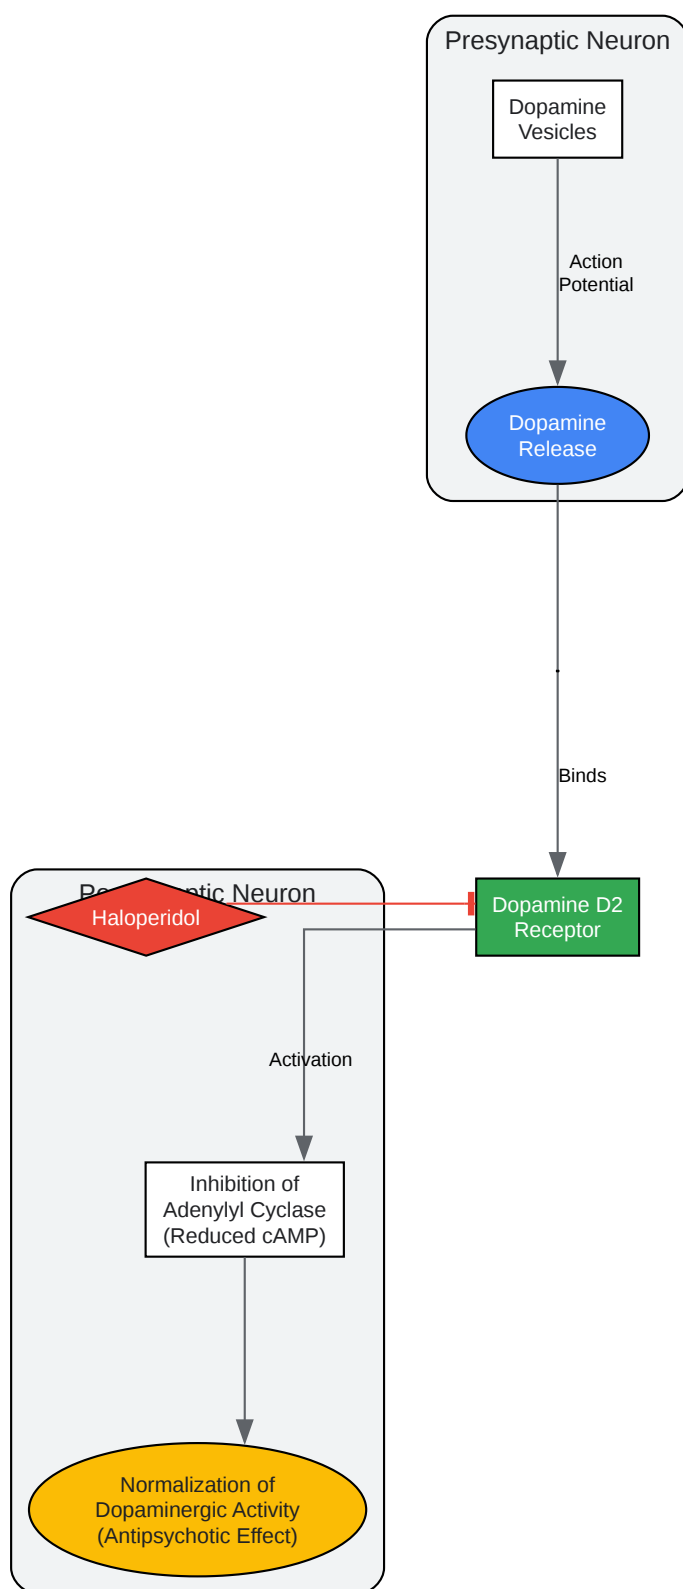 Presynaptic Neuron
Dopamine
Vesicles
Action
Potential
Dopamine
Release
Binds
Neuron
Haloperidol
Dopamine D2
Receptor
Activation
Inhibition of
Adenylyl Cyclase
(Reduced cAMP)
Normalization of
Dopaminergic Activity
(Antipsychotic Effect)